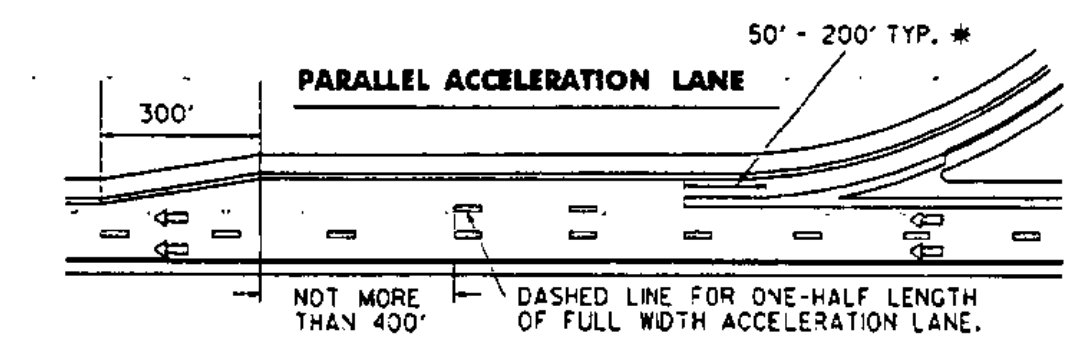 50' - 200' TYP. *
PARALLEL ACCELERATION LANE
300'
NOT MORE
THAN 400'
DASHED LINE FOR ONE-HALF LENGTH
OF FULL WIDTH ACCELERATION LANE.